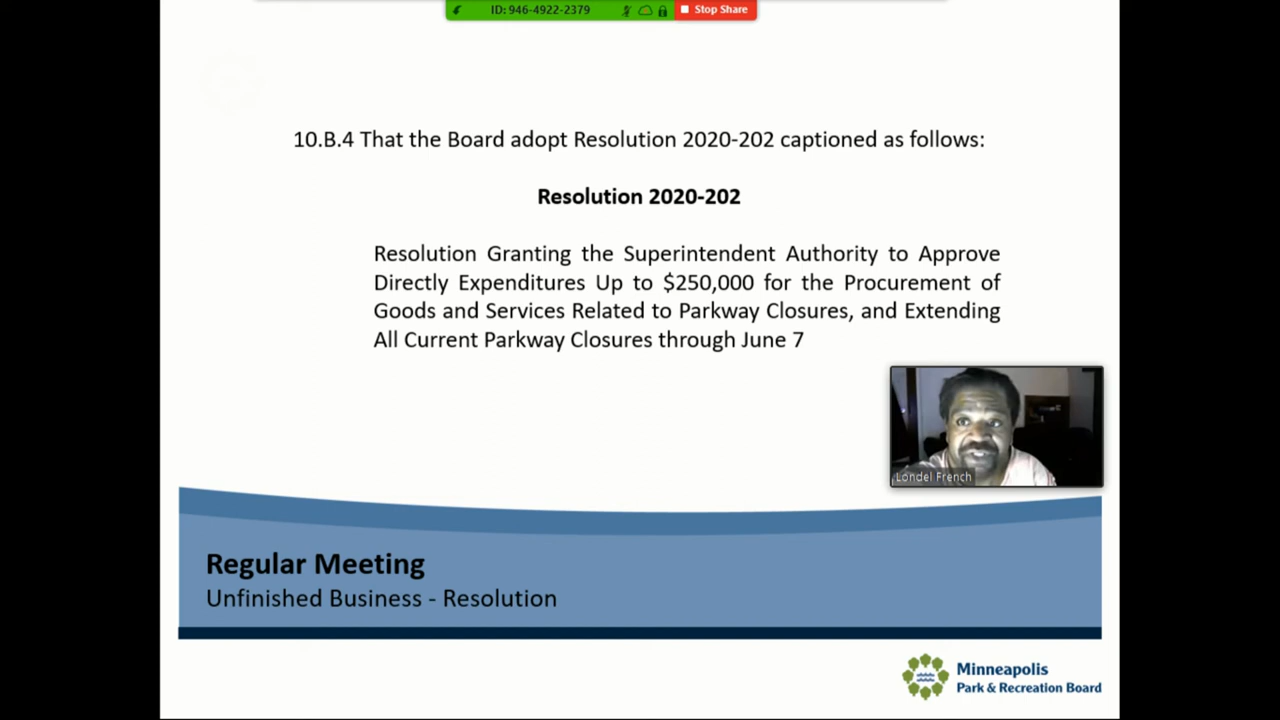 ID: 946-4922-2379 Stop Share
10.B.4 That the Board adopt Resolution 2020-202 captioned as follows:
Resolution 2020-202
Resolution Granting the Superintendent Authority to Approve
Directly Expenditures Up to $250,000 for the Procurement of
Goods and Services Related to Parkway Closures, and Extending
All Current Parkway Closures through June 7
Londel French
Regular Meeting
Unfinished Business - Resolution
Minneapolis
Park & Recreation Board